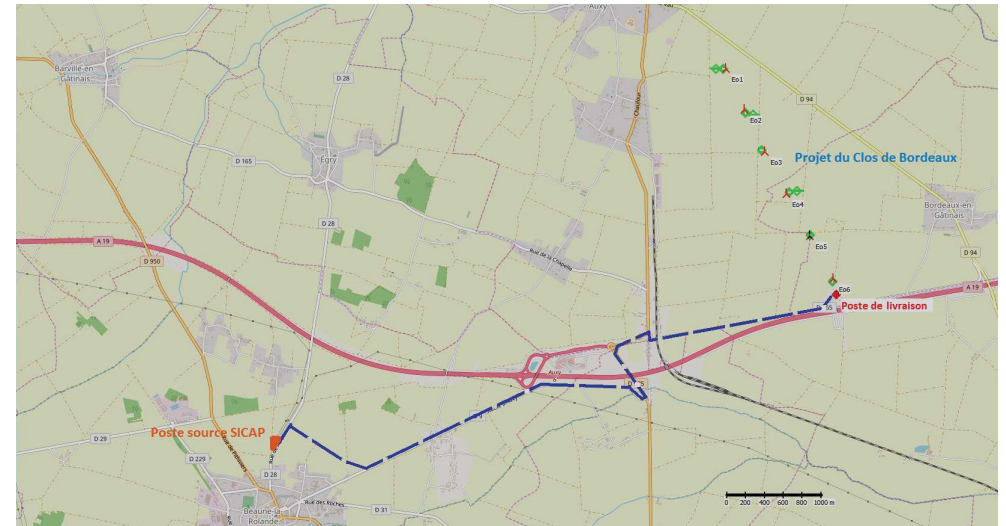 Auxy
Barville-en-
Gâtinais
D 28
Eo1
D 94
Chaufour
Eo2
D 165
Egry
Eo3
Projet du Clos de Bordeaux
D 28
Eo4
Bordeaux-en-
Gâtinais
A 19
Eo5
D 950
Rue de la Chapelle
D 94
Eo6
A 19
Poste de livraison
Auxy
Poste source SICAP
D 29
D 229
D 28
Rue des Roches
D 31
Beaune-la-
Rolande
0 200 400 600 800 1000 m